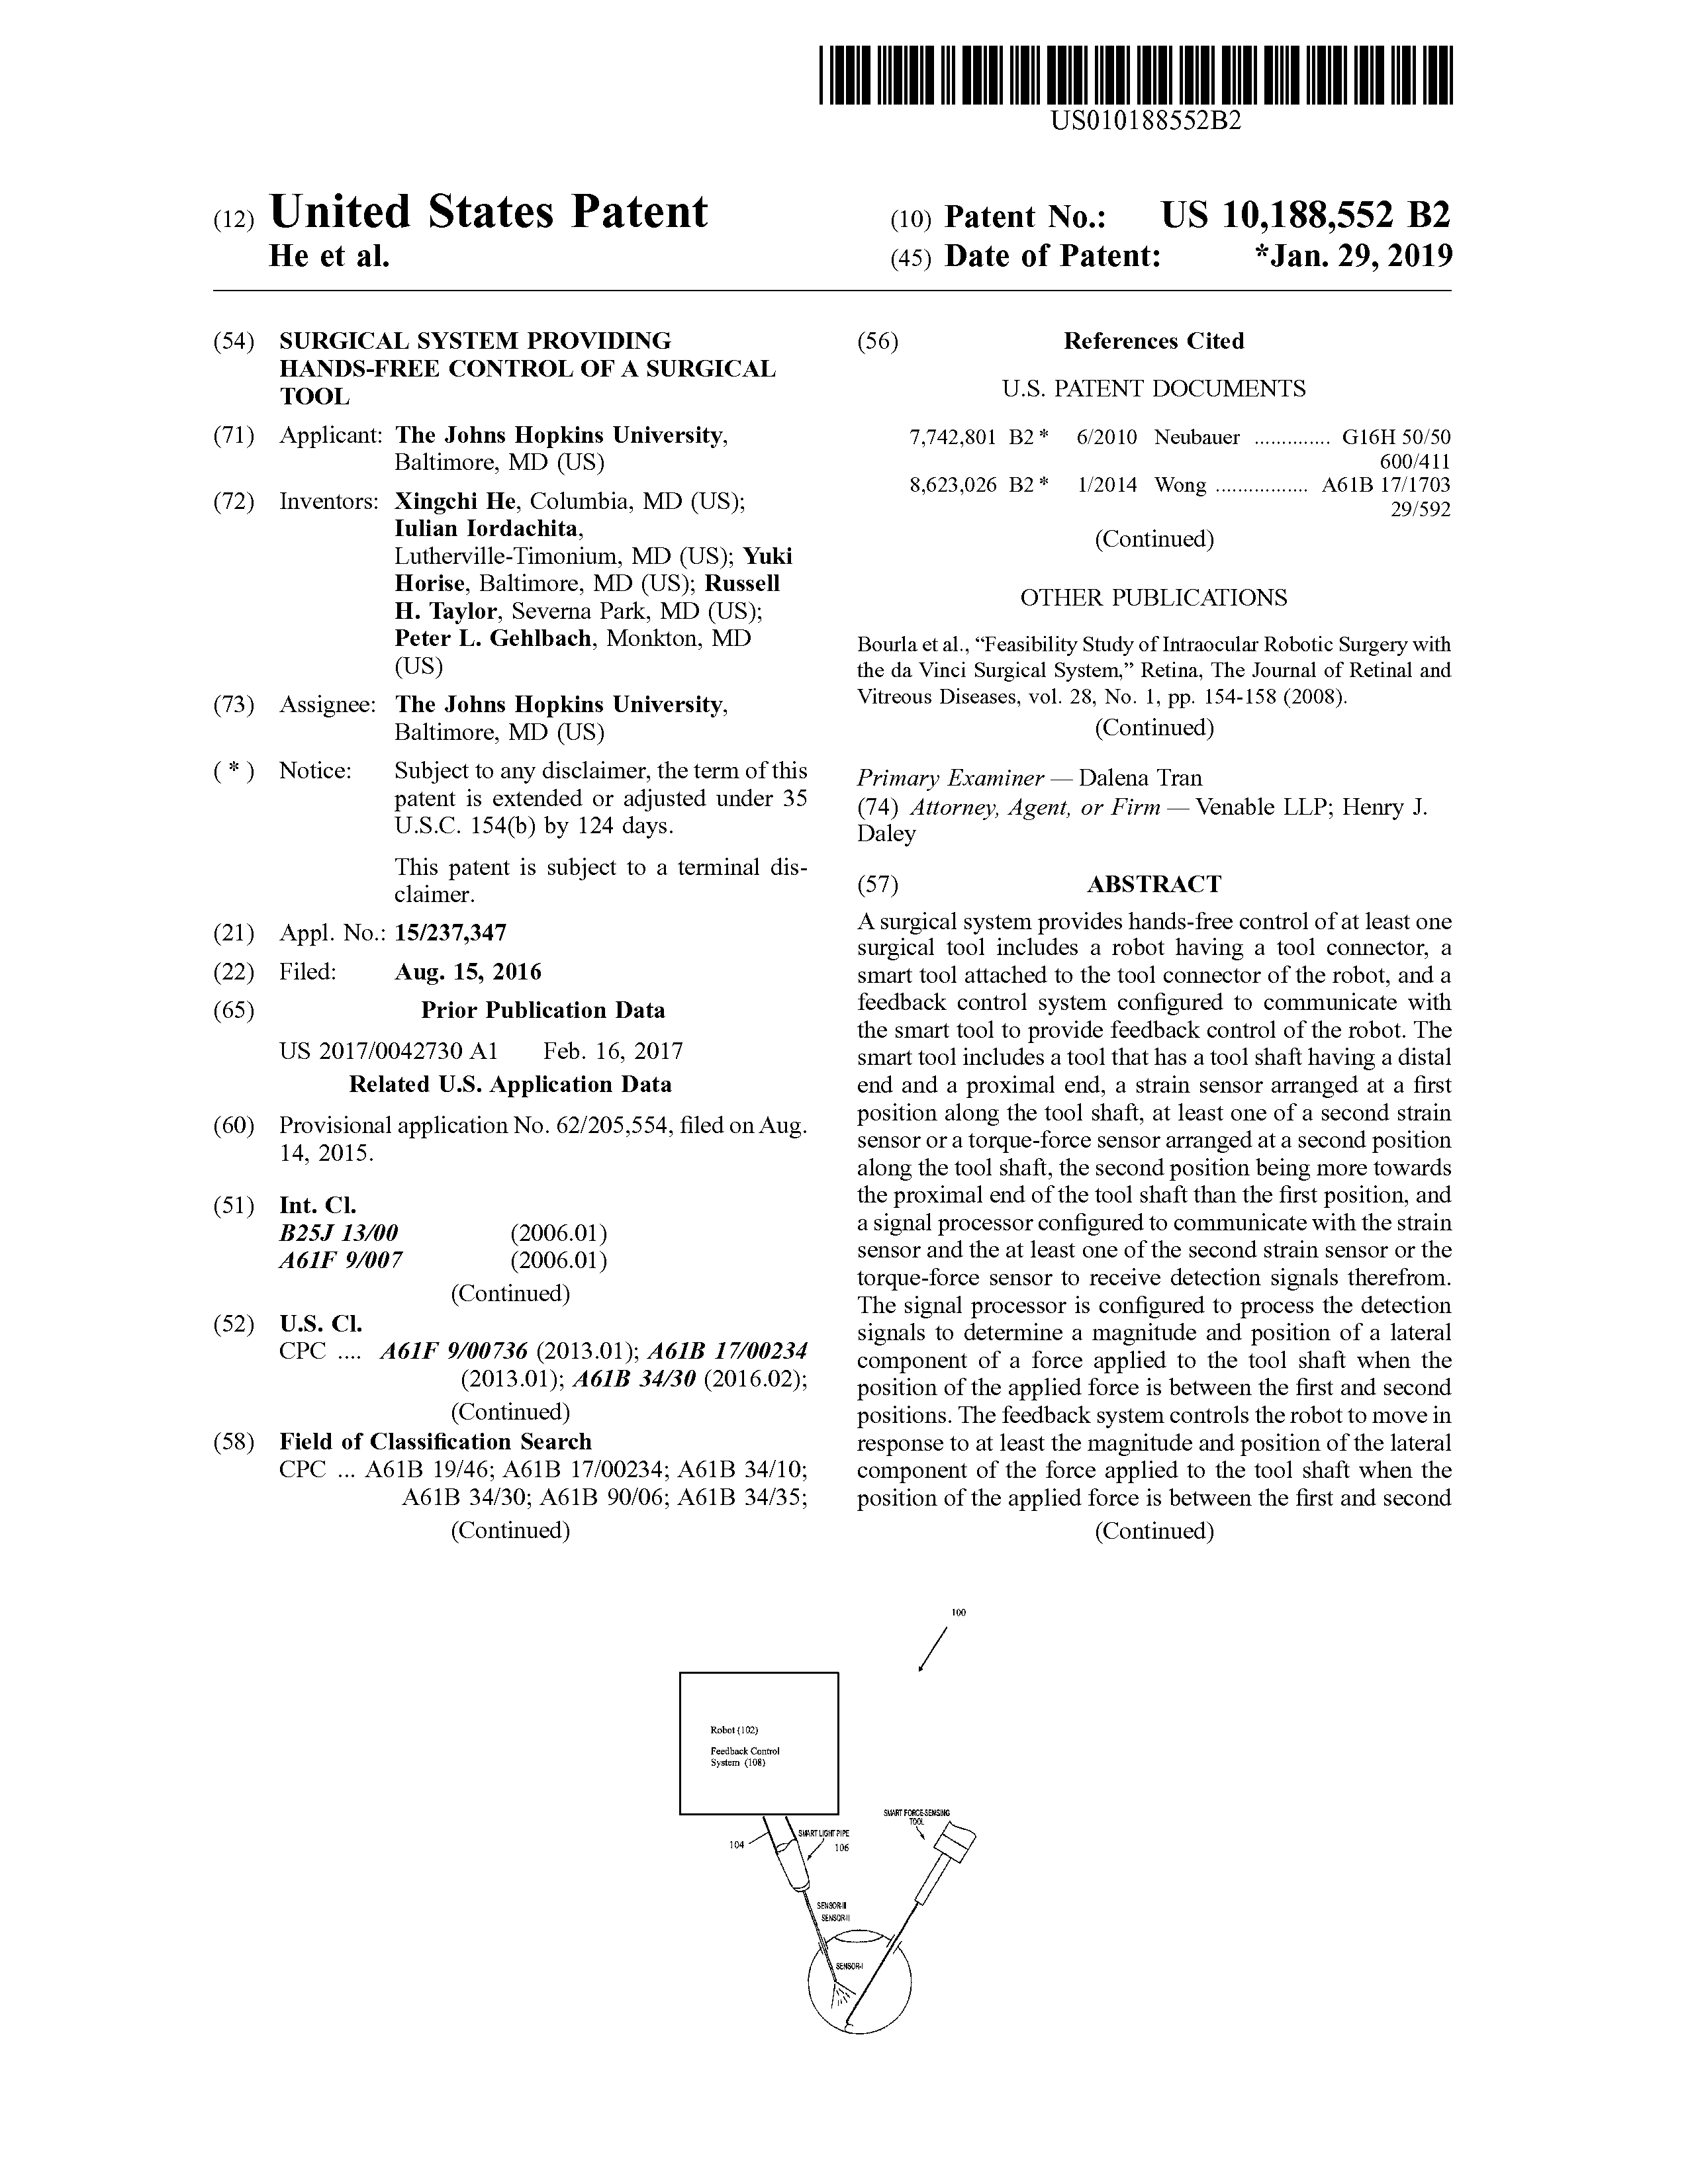 US010188552B2
(12) United States Patent
He et al.
(10) Patent No.: US 10,188,552 B2
(45) Date of Patent: *Jan. 29, 2019
(54) SURGICAL SYSTEM PROVIDING
HANDS-FREE CONTROL OF A SURGICAL
TOOL
(71) Applicant: The Johns Hopkins University,
Baltimore, MD (US)
(72) Inventors: Xingchi He, Columbia, MD (US);
Iulian Iordachita,
Lutherville-Timonium, MD (US); Yuki
Horise, Baltimore, MD (US); Russell
H. Taylor, Severna Park, MD (US);
Peter L. Gehlbach, Monkton, MD
(US)
(73) Assignee: The Johns Hopkins University,
Baltimore, MD (US)
( * ) Notice: Subject to any disclaimer, the term of this
patent is extended or adjusted under 35
U.S.C. 154(b) by 124 days.
This patent is subject to a terminal dis-
claimer.
(21) Appl. No.: 15/237,347
(22) Filed: Aug. 15, 2016
(65) Prior Publication Data
US 2017/0042730 A1 Feb. 16, 2017
Related U.S. Application Data
(60) Provisional application No. 62/205,554, filed on Aug.
14, 2015.
(51) Int. Cl.
B25J 13/00 (2006.01)
A61F 9/007 (2006.01)
(Continued)
(52) U.S. Cl.
CPC .... A61F 9/00736 (2013.01); A61B 17/00234
(2013.01); A61B 34/30 (2016.02);
(Continued)
(58) Field of Classification Search
CPC ... A61B 19/46; A61B 17/00234; A61B 34/10;
A61B 34/30; A61B 90/06; A61B 34/35;
(Continued)
(56) References Cited
U.S. PATENT DOCUMENTS
7,742,801 B2 * 6/2010 Neubauer .............. G16H 50/50
600/411
8,623,026 B2 * 1/2014 Wong ................. A61B 17/1703
29/592
(Continued)
OTHER PUBLICATIONS
Bourla et al., “Feasibility Study of Intraocular Robotic Surgery with
the da Vinci Surgical System,” Retina, The Journal of Retinal and
Vitreous Diseases, vol. 28, No. 1, pp. 154-158 (2008).
(Continued)
Primary Examiner — Dalena Tran
(74) Attorney, Agent, or Firm — Venable LLP; Henry J.
Daley
(57) ABSTRACT
A surgical system provides hands-free control of at least one
surgical tool includes a robot having a tool connector, a
smart tool attached to the tool connector of the robot, and a
feedback control system configured to communicate with
the smart tool to provide feedback control of the robot. The
smart tool includes a tool that has a tool shaft having a distal
end and a proximal end, a strain sensor arranged at a first
position along the tool shaft, at least one of a second strain
sensor or a torque-force sensor arranged at a second position
along the tool shaft, the second position being more towards
the proximal end of the tool shaft than the first position, and
a signal processor configured to communicate with the strain
sensor and the at least one of the second strain sensor or the
torque-force sensor to receive detection signals therefrom.
The signal processor is configured to process the detection
signals to determine a magnitude and position of a lateral
component of a force applied to the tool shaft when the
position of the applied force is between the first and second
positions. The feedback system controls the robot to move in
response to at least the magnitude and position of the lateral
component of the force applied to the tool shaft when the
position of the applied force is between the first and second
(Continued)
100
Robot (102)
Feedback Control
System (108)
SMART FORCE-SENSING
TOOL
104
SMART LIGHT PIPE
106
SENSOR-III
SENSOR-II
SENSOR-I